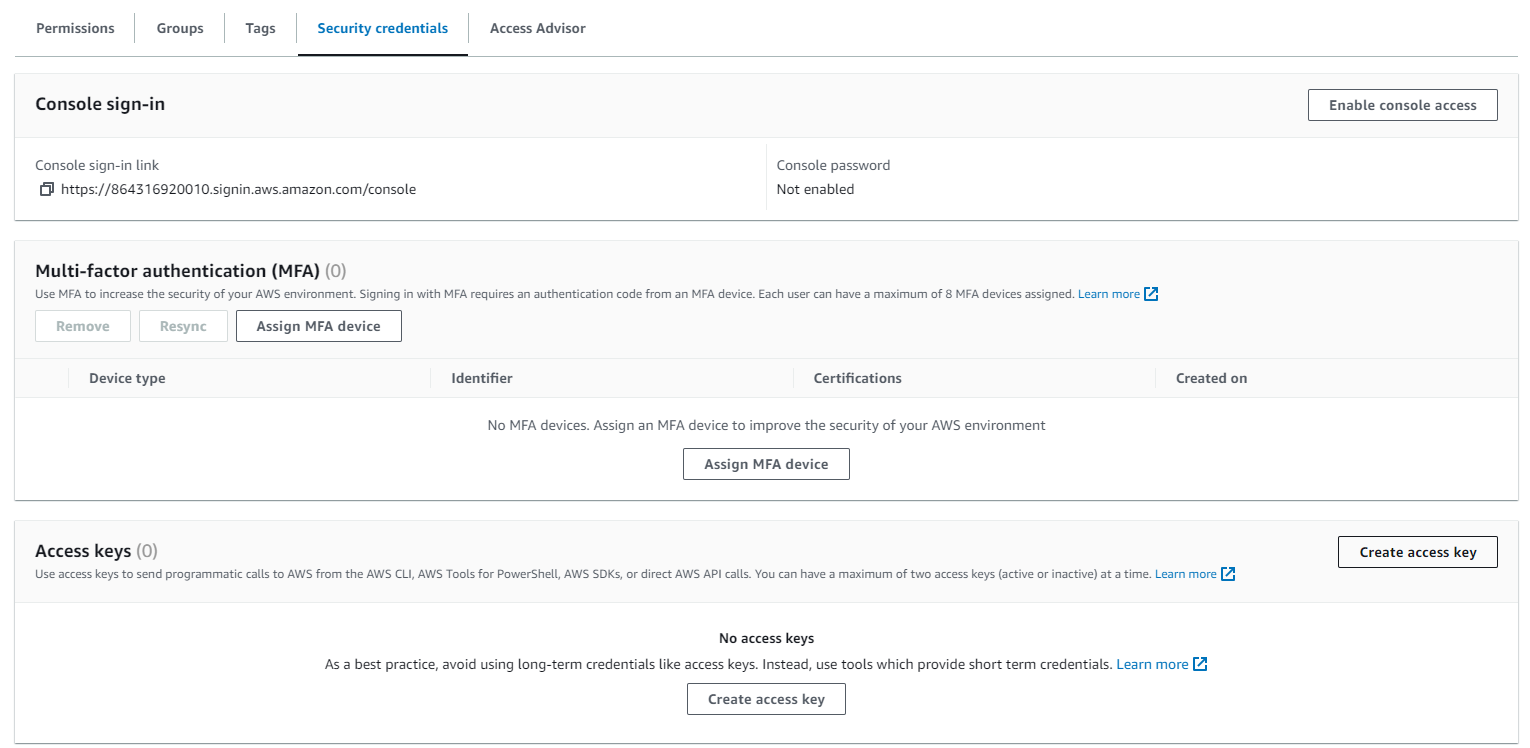 Permissions Groups Tags Security credentials Access Advisor
Console sign-in Enable console access
Console sign-in link Console password
https://864316920010.signin.aws.amazon.com/console Not enabled
Multi-factor authentication (MFA) (0)
Use MFA to increase the security of your AWS environment. Signing in with MFA requires an authentication code from an MFA device. Each user can have a maximum of 8 MFA devices assigned. Learn more
Remove Resync Assign MFA device
Device type Identifier Certifications Created on
No MFA devices. Assign an MFA device to improve the security of your AWS environment
Assign MFA device
Access keys (0) Create access key
Use access keys to send programmatic calls to AWS from the AWS CLI, AWS Tools for PowerShell, AWS SDKs, or direct AWS API calls. You can have a maximum of two access keys (active or inactive) at a time. Learn more
No access keys
As a best practice, avoid using long-term credentials like access keys. Instead, use tools which provide short term credentials. Learn more
Create access key